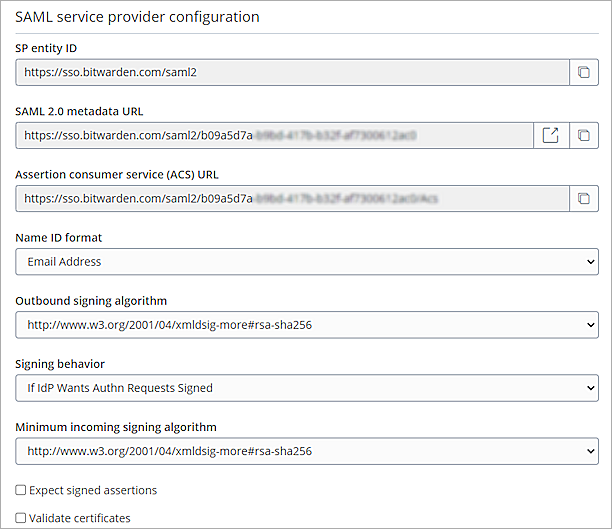 SAML service provider configuration
SP entity ID
https://sso.bitwarden.com/saml2
SAML 2.0 metadata URL
https://sso.bitwarden.com/saml2/b09a5d7a
Assertion consumer service (ACS) URL
https://sso.bitwarden.com/saml2/b09a5d7a
Name ID format
Email Address
Outbound signing algorithm
http://www.w3.org/2001/04/xmldsig-more#rsa-sha256
Signing behavior
If IdP Wants Authn Requests Signed
Minimum incoming signing algorithm
http://www.w3.org/2001/04/xmldsig-more#rsa-sha256
Expect signed assertions
Validate certificates